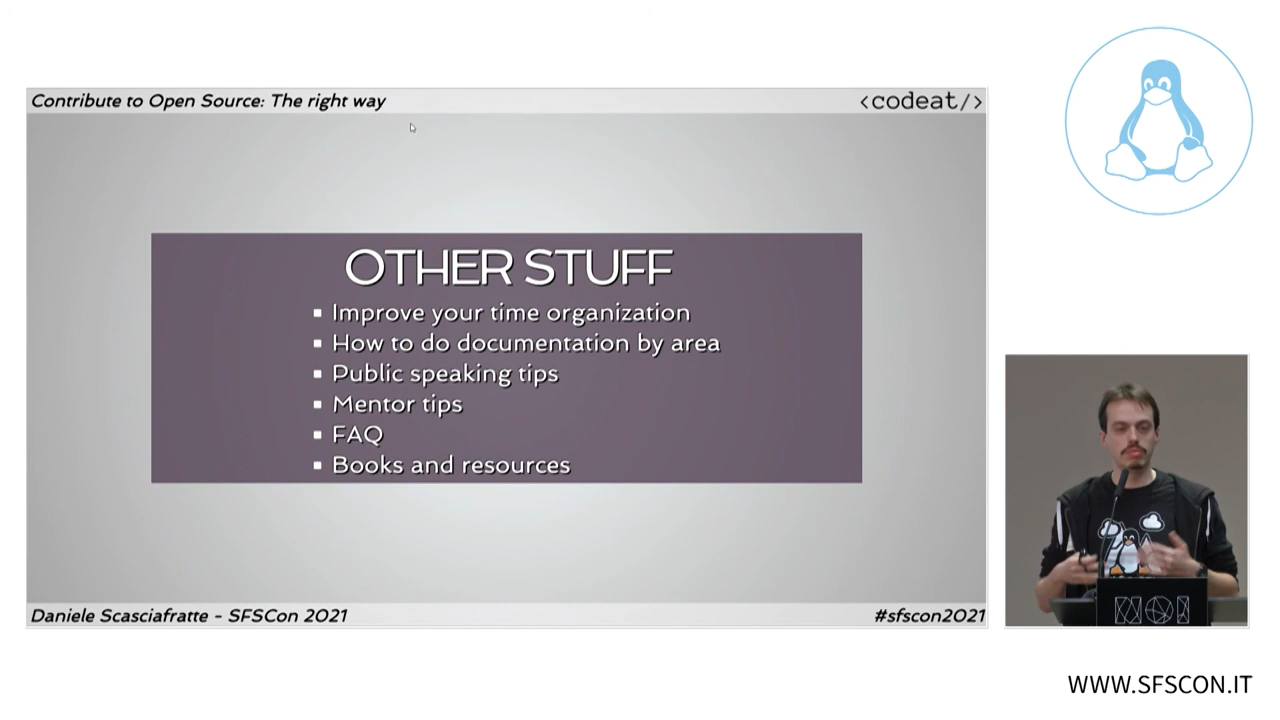 Contribute to Open Source: The right way
<codeat/>
OTHER STUFF
▪ Improve your time organization
▪ How to do documentation by area
▪ Public speaking tips
▪ Mentor tips
▪ FAQ
▪ Books and resources
Daniele Scasciafratte - SFSCon 2021
#sfscon2021
NOI
WWW.SFSCON.IT